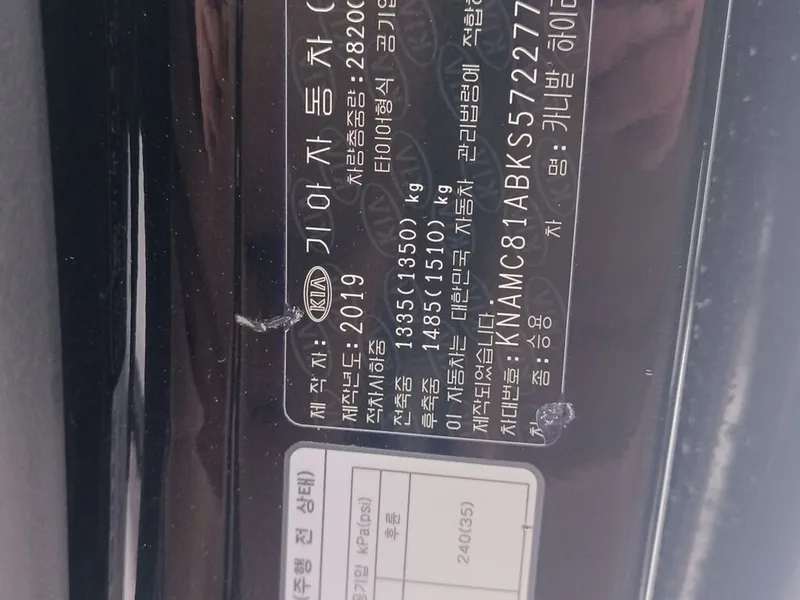 제 작 자: KIA 기아자동차(
제작년도:2019 차량총중량:2820(
적차시하중 타이어형식 공기압
전축중 1335(1350) kg
후축중 1485(1510) kg
이 자동차는 대한민국 자동차 관리법령에 적합하
제작되었습니다.
차대번호:KNAMC81ABKS572277
차 종:승용 차 명:카니발 하이리
(주행 전 상태)
공기압 kPa(psi)
후륜
240(35)